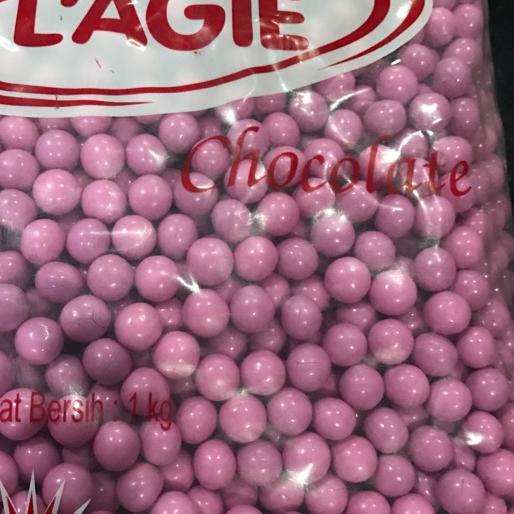 L'AGIE
Chocolate
at Bersih : 1 kg